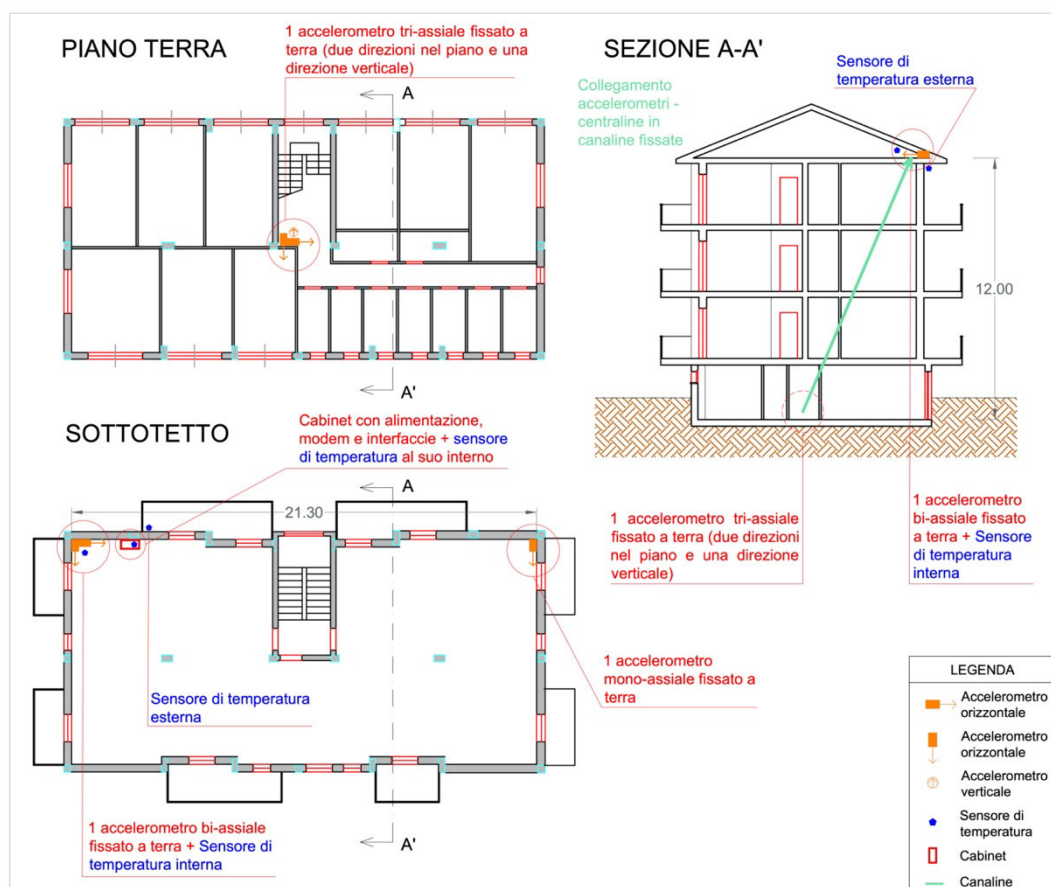 PIANO TERRA
1 accelerometro tri-assiale fissato a
terra (due direzioni nel piano e una
direzione verticale)
A
A'
SEZIONE A-A'
Sensore di
temperatura esterna
Collegamento
accelerometri -
centraline in
canaline fissate
12.00
SOTTOTETTO
Cabinet con alimentazione,
modem e interfaccie + sensore
di temperatura al suo interno
A
21.30
1 accelerometro tri-assiale
fissato a terra (due direzioni
nel piano e una direzione
verticale)
1 accelerometro
bi-assiale fissato
a terra + Sensore
di temperatura
interna
Sensore di temperatura
esterna
1 accelerometro
mono-assiale fissato a
terra
1 accelerometro bi-assiale
fissato a terra + Sensore di
temperatura interna
A'
LEGENDA
Accelerometro
orizzontale
Accelerometro
orizzontale
Accelerometro
verticale
Sensore di
temperatura
Cabinet
Canaline